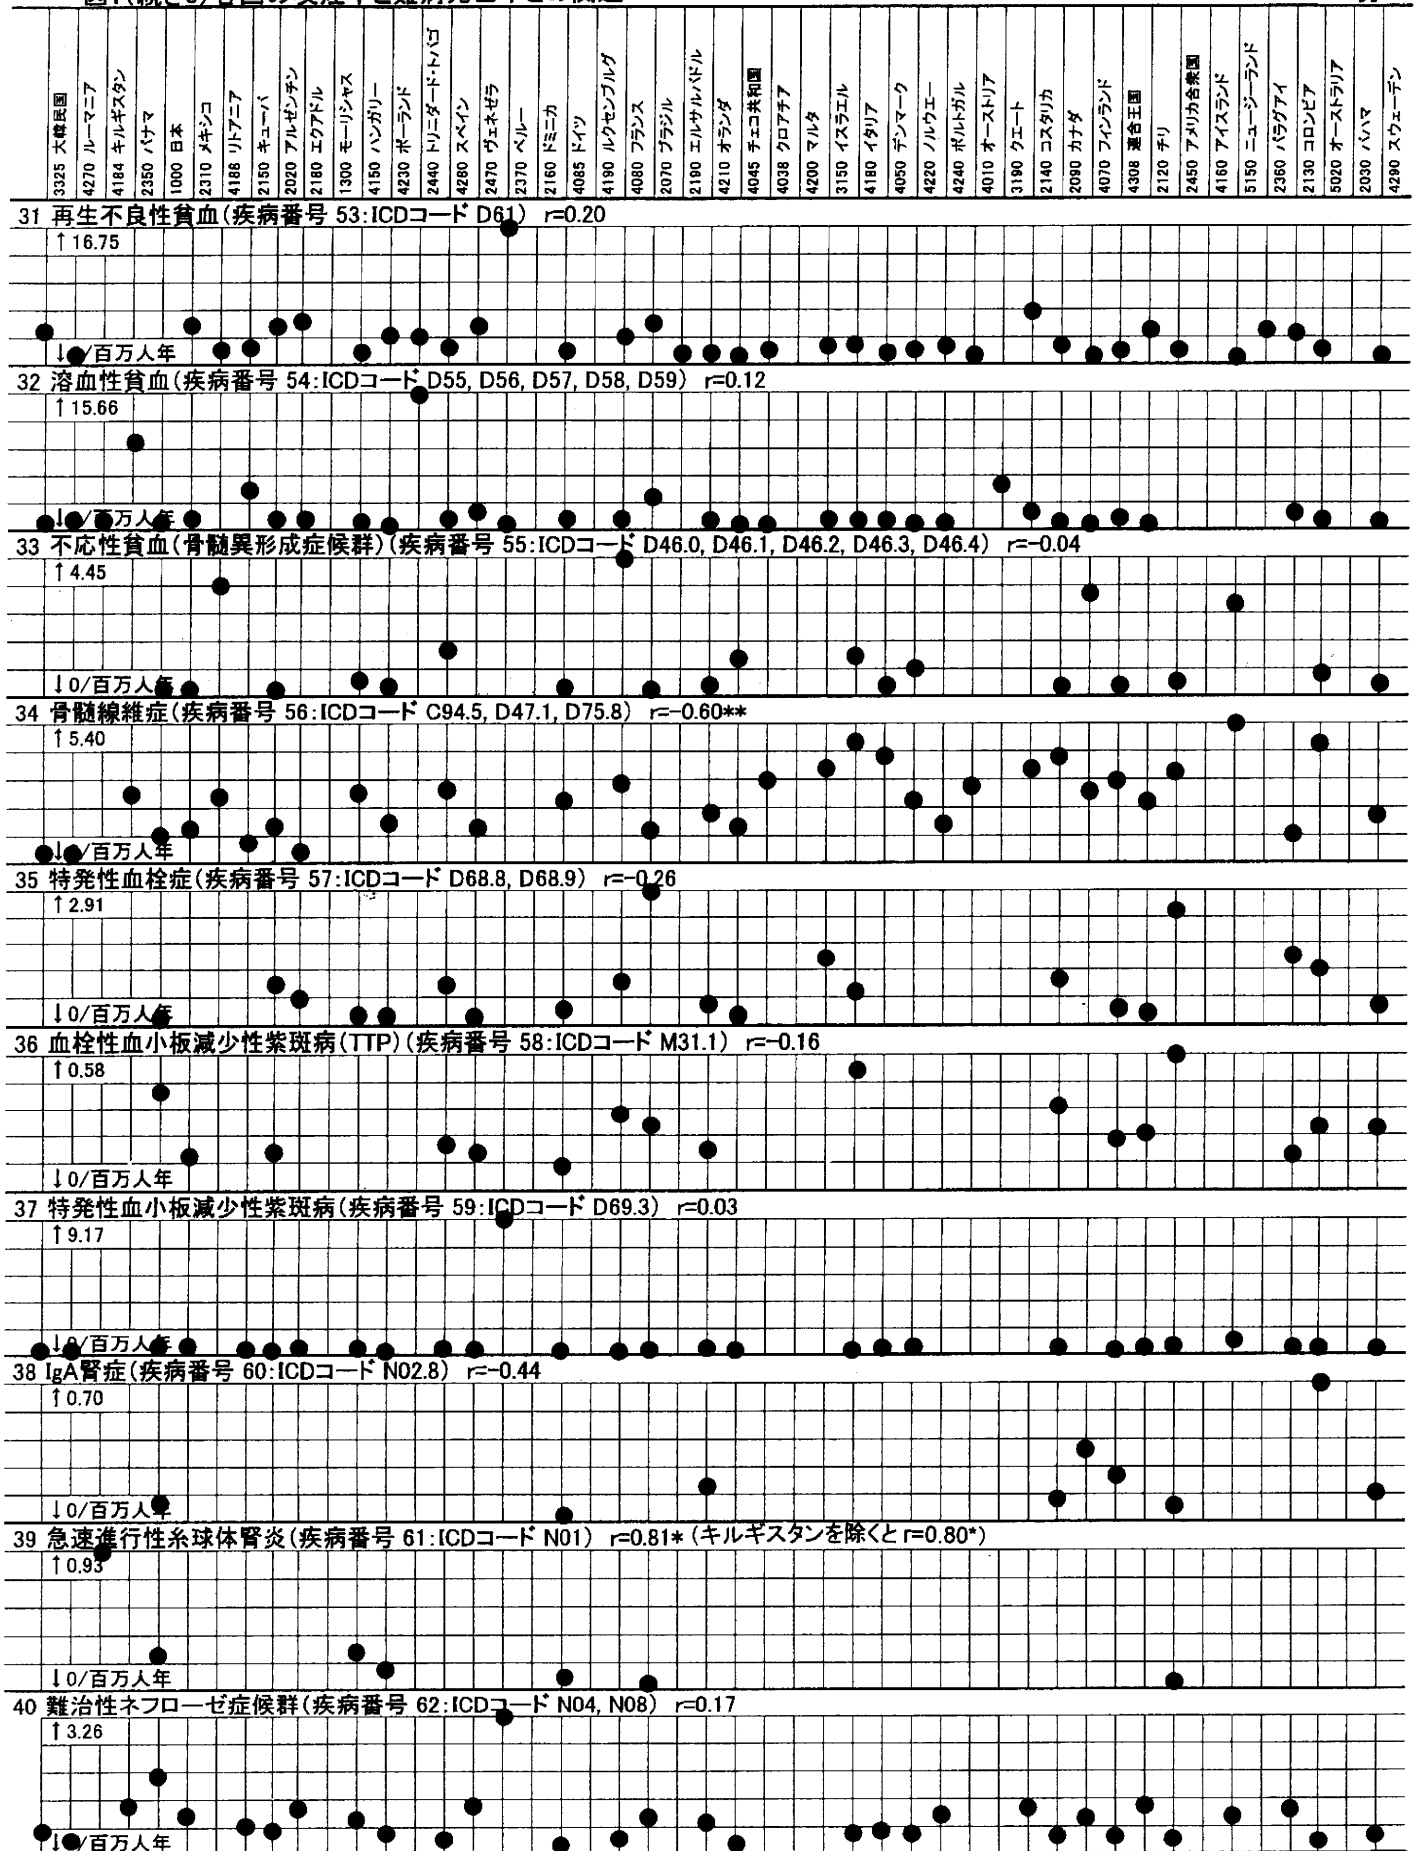 3325 大韓民国
4270 ルーマニア
4184 キルギスタン
2350 パナマ
1000 日本
2310 メキシコ
4188 リトアニア
2150 キューバ
2020 アルゼンチン
2180 エクアドル
1300 モーリシャス
4150 ハンガリー
4230 ポーランド
2440 トリニダード・トバゴ
4280 スペイン
2470 ヴェネゼラ
2370 ペルー
2160 ドミニカ
4085 ドイツ
4190 ルクセンブルグ
4080 フランス
2070 ブラジル
2190 エルサルバドル
4210 オランダ
4045 チェコ共和国
4038 クロアチア
4200 マルタ
3150 イスラエル
4180 イタリア
4050 デンマーク
4220 ノルウエー
4240 ポルトガル
4010 オーストリア
3190 クエート
2140 コスタリカ
2090 カナダ
4070 フィンランド
4308 連合王国
2120 チリ
2450 アメリカ合衆国
4160 アイスランド
5150 ニュージーランド
2360 パラグァイ
2130 コロンビア
5020 オーストラリア
2030 バハマ
4290 スウェーデン
31 再生不良性貧血(疾病番号 53:ICDコード D61) r=0.20
↑16.75
↓0/百万人年
32 溶血性貧血(疾病番号 54:ICDコード D55, D56, D57, D58, D59) r=0.12
↑15.66
↓0/百万人年
33 不応性貧血(骨髄異形成症候群)(疾病番号 55:ICDコード D46.0, D46.1, D46.2, D46.3, D46.4) r=-0.04
↑4.45
↓0/百万人年
34 骨髄線維症(疾病番号 56:ICDコード C94.5, D47.1, D75.8) r=-0.60**
↑5.40
↓0/百万人年
35 特発性血栓症(疾病番号 57:ICDコード D68.8, D68.9) r=-0.26
↑2.91
↓0/百万人年
36 血栓性血小板減少性紫斑病(TTP)(疾病番号 58:ICDコード M31.1) r=-0.16
↑0.58
↓0/百万人年
37 特発性血小板減少性紫斑病(疾病番号 59:ICDコード D69.3) r=0.03
↑9.17
↓0/百万人年
38 IgA腎症(疾病番号 60:ICDコード N02.8) r=-0.44
↑0.70
↓0/百万人年
39 急速進行性糸球体腎炎(疾病番号 61:ICDコード N01) r=0.81* (キルギスタンを除くと r=0.80*)
↑0.93
↓0/百万人年
40 難治性ネフローゼ症候群(疾病番号 62:ICDコード N04, N08) r=0.17
↑3.26
↓0/百万人年